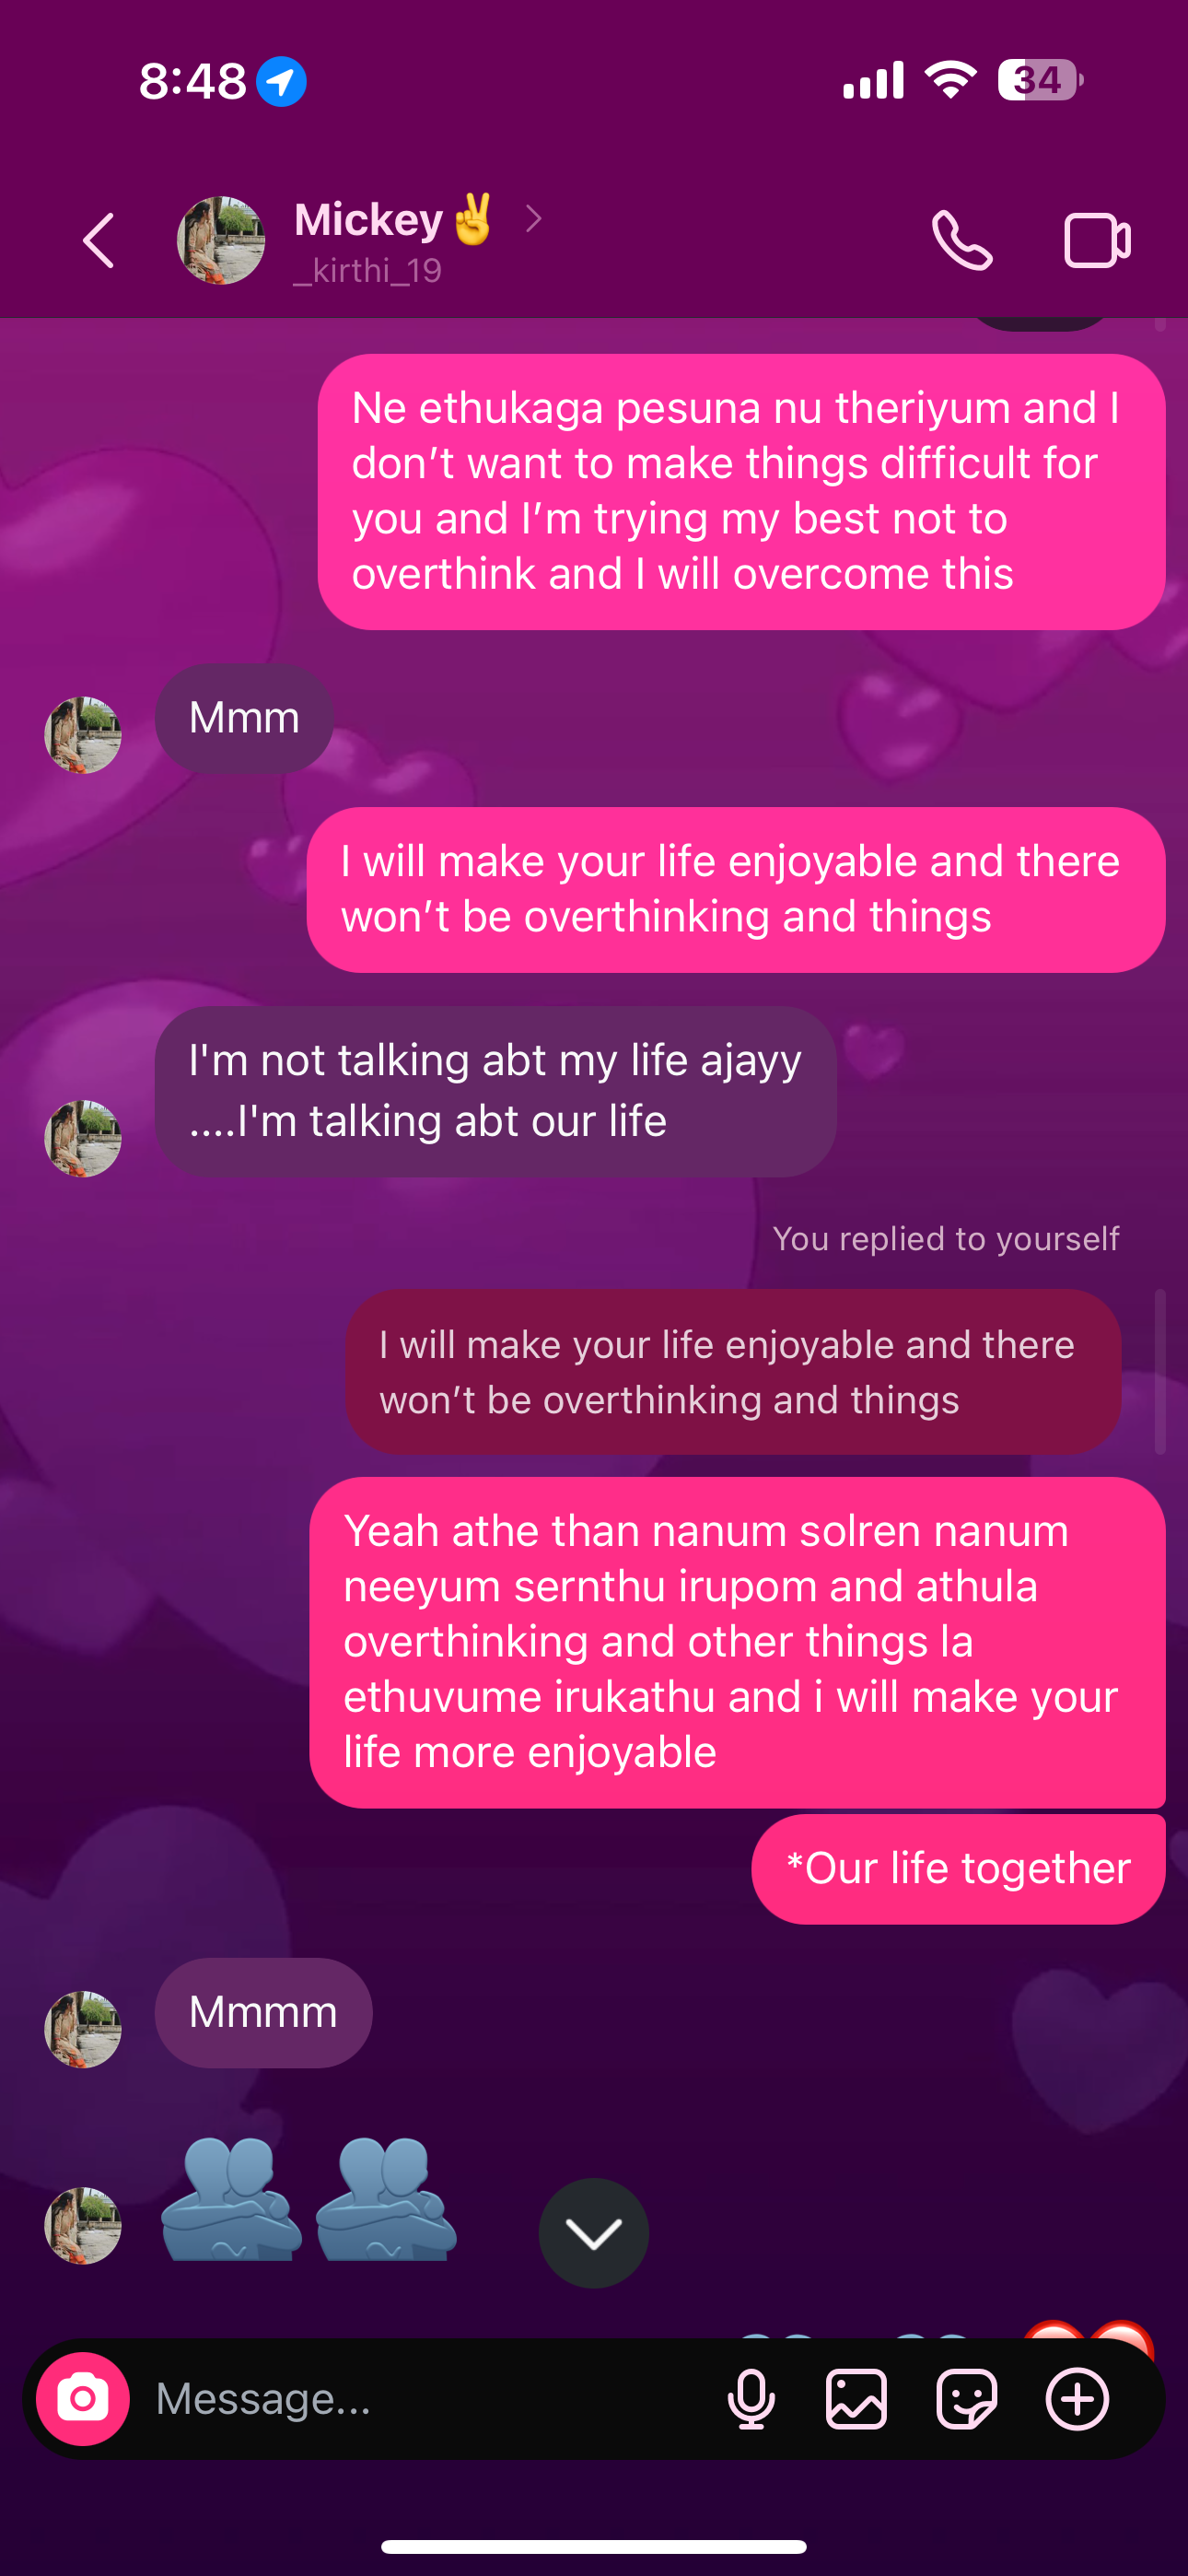 8:48
34
Mickey✌️
_kirthi_19
Ne ethukaga pesuna nu theriyum and I
don't want to make things difficult for
you and I'm trying my best not to
overthink and I will overcome this
Mmm
I will make your life enjoyable and there
won't be overthinking and things
I'm not talking abt my life ajayy
....I'm talking abt our life
You replied to yourself
I will make your life enjoyable and there
won't be overthinking and things
Yeah athe than nanum solren nanum
neeyum sernthu irupom and athula
overthinking and other things la
ethuvume irukathu and i will make your
life more enjoyable
*Our life together
Mmmm
🫂🫂
Message...